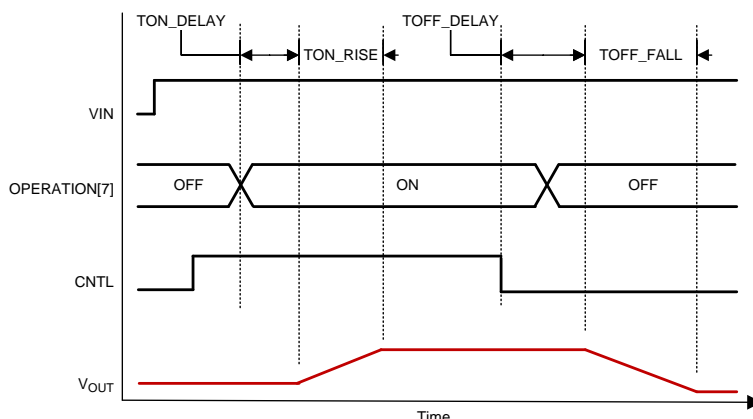 TON_DELAY
TOFF_DELAY
TON_RISE
TOFF_FALL
VIN
OPERATION[7]
OFF
ON
OFF
CNTL
VOUT
Time